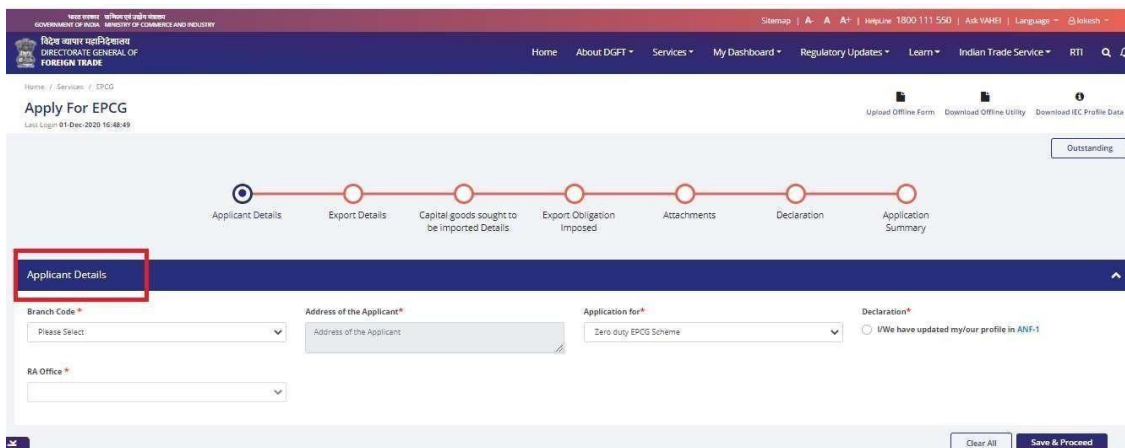 भारत सरकार वाणिज्य एवं उद्योग मंत्रालय
GOVERNMENT OF INDIA MINISTRY OF COMMERCE AND INDUSTRY
Sitemap | A- A A+ | HelpLine 1800 111 550 | Ask VAHEI | Language | lokesh
विदेश व्यापार महानिदेशालय
DIRECTORATE GENERAL OF
FOREIGN TRADE
Home About DGFT Services My Dashboard Regulatory Updates Learn Indian Trade Service RTI
Home / Services / EPCG
Apply For EPCG
Last Login 01-Dec-2020 16:48:49
Upload Offline Form Download Offline Utility Download IEC Profile Data
Outstanding
Applicant Details Export Details Capital goods sought to be imported Details Export Obligation Imposed Attachments Declaration Application Summary
Applicant Details
Branch Code * Address of the Applicant* Application for* Declaration*
Please Select Address of the Applicant Zero duty EPCG Scheme I/We have updated my/our profile in ANF-1
RA Office *
Clear All Save & Proceed